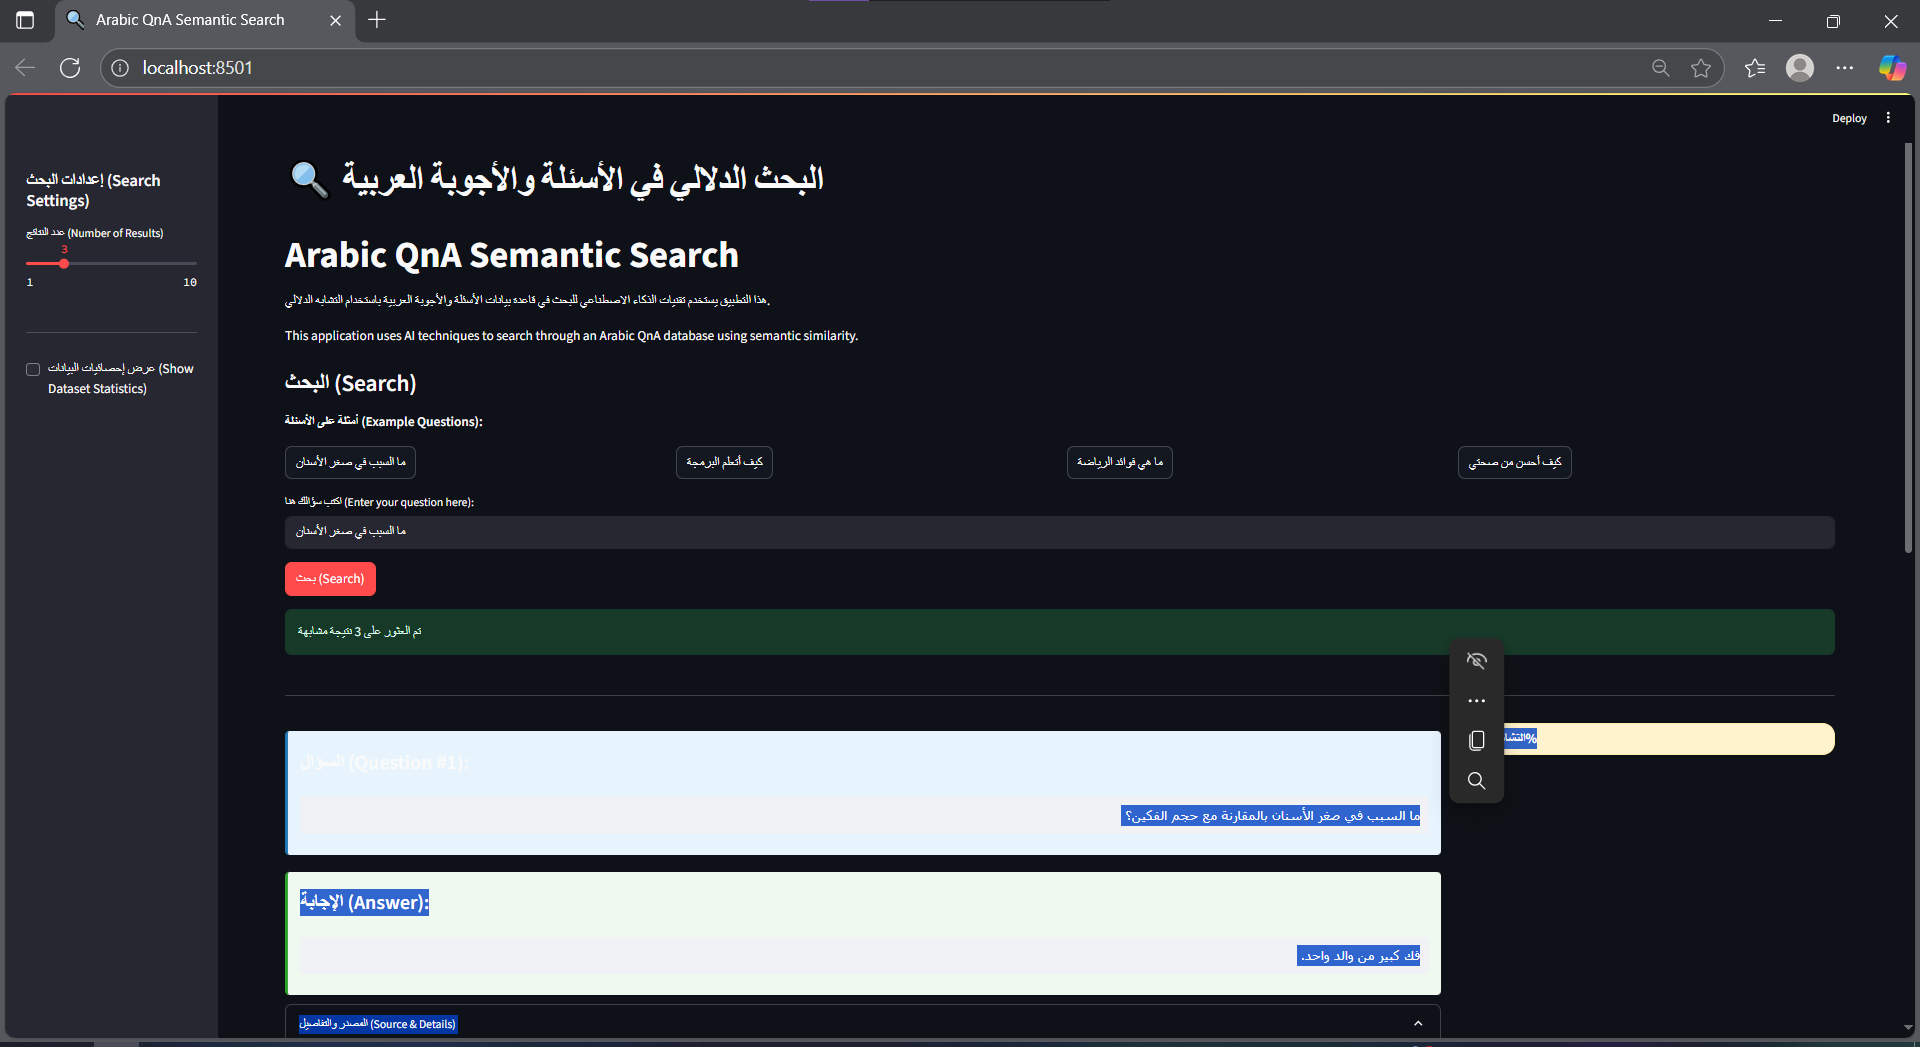 Arabic QnA Semantic Search
localhost:8501
Deploy
إعدادات البحث (Search
Settings)
عدد النتائج (Number of Results)
3
1
10
عرض إحصائيات البيانات (Show
Dataset Statistics)
البحث الدلالي في الأسئلة والأجوبة العربية
Arabic QnA Semantic Search
هذا التطبيق يستخدم تقنيات الذكاء الاصطناعي للبحث في قاعدة بيانات الأسئلة والأجوبة العربية باستخدام التشابه الدلالي.
This application uses AI techniques to search through an Arabic QnA database using semantic similarity.
البحث (Search)
أمثلة على الأسئلة (Example Questions):
ما السبب في صغر الأسنان
كيف أتعلم البرمجة
ما هي فوائد الرياضة
كيف أحسن من صحتي
اكتب سؤالك هنا (Enter your question here):
ما السبب في صغر الأسنان
بحث (Search)
تم العثور على 3 نتيجة مشابهة
السؤال (Question #1):
ما السبب في صغر الأسنان بالمقارنة مع حجم الفكين؟
الإجابة (Answer):
فك كبير من والد واحد.
المصدر والتفاصيل (Source & Details)